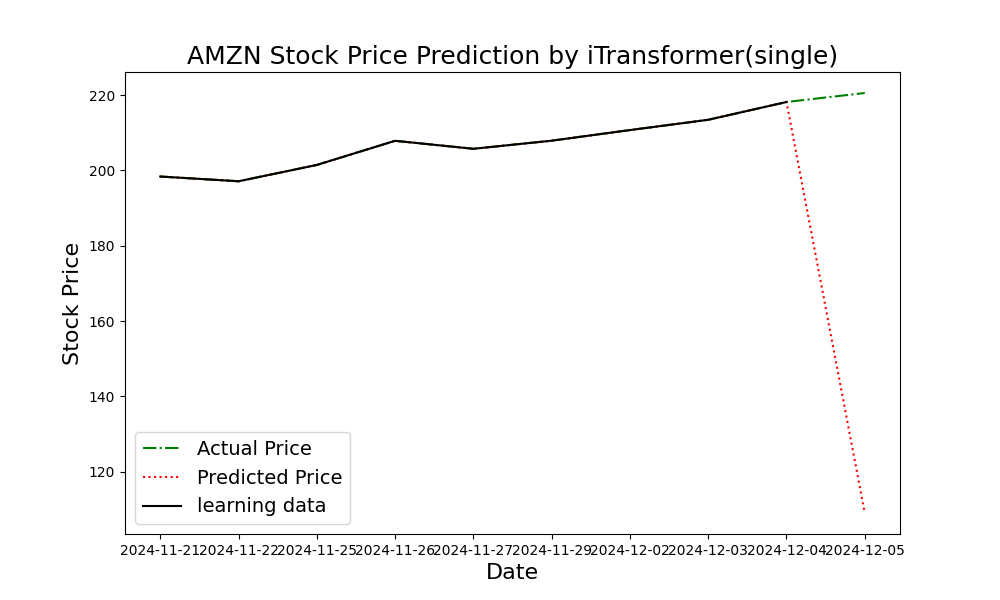 AMZN Stock Price Prediction by iTransformer(single)
Stock Price
220
200
180
160
140
120
Actual Price
Predicted Price
learning data
2024-11-21 2024-11-22 2024-11-25 2024-11-26 2024-11-27 2024-11-29 2024-12-02 2024-12-03 2024-12-04 2024-12-05
Date